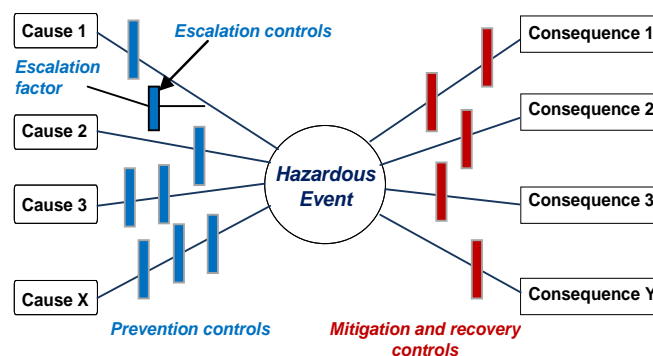 Cause 1
Escalation controls
Consequence 1
Escalation
factor
Cause 2
Consequence 2
Hazardous
Event
Cause 3
Consequence 3
Cause X
Consequence Y
Prevention controls
Mitigation and recovery
controls